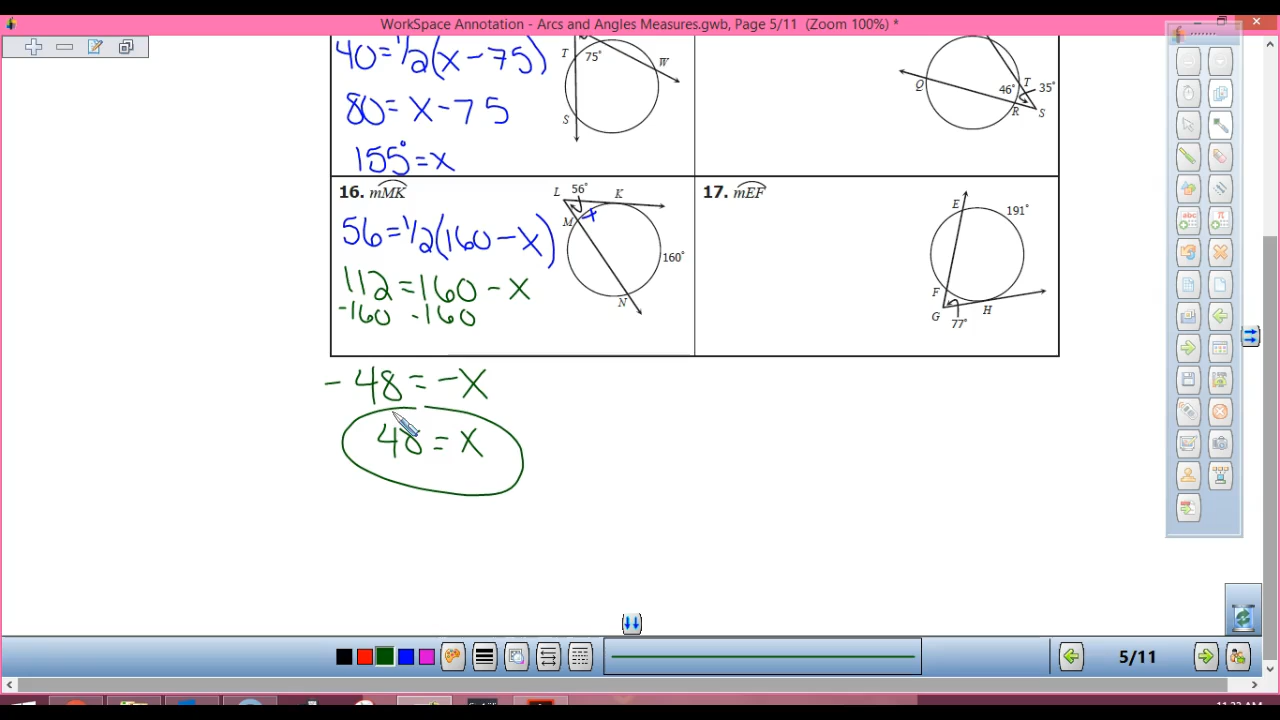 WorkSpace Annotation - Arcs and Angles Measures.gwb, Page 5/11 (Zoom 100%) *
40=1/2(x-75)
80=x-75
155°=x
T 75° W
S
Q 46° T 35°
R S
16. mMK
56=1/2(160-x)
112=160-x
-160 -160
L 56° K
M x
160°
N
17. mEF
E 191°
F
G 77° H
-48=-x
48=x
abc
π
5/11